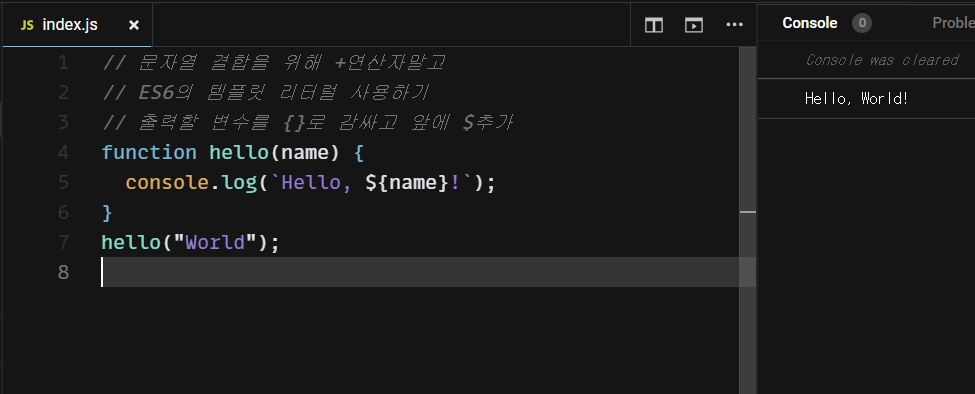 JS index.js ×
Console 0 Proble
Console was cleared
Hello, World!
1 // 문자열 결합을 위해 +연산자말고
2 // ES6의 템플릿 리터럴 사용하기
3 // 출력할 변수를 {}로 감싸고 앞에 $추가
4 function hello(name) {
5 console.log(`Hello, ${name}!`);
6 }
7 hello("World");
8